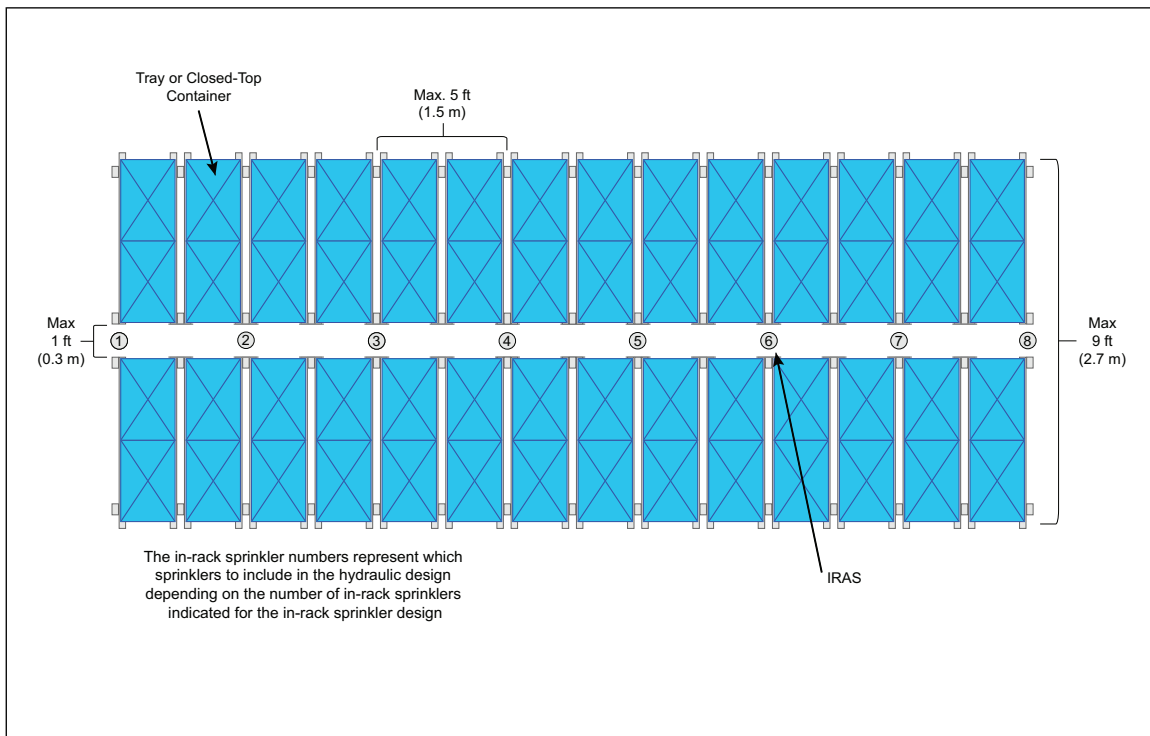 Tray or Closed-Top
Container
Max. 5 ft
(1.5 m)
Max
1 ft
(0.3 m)
1
2
3
4
5
6
7
8
Max
9 ft
(2.7 m)
The in-rack sprinkler numbers represent which
sprinklers to include in the hydraulic design
depending on the number of in-rack sprinklers
indicated for the in-rack sprinkler design
IRAS